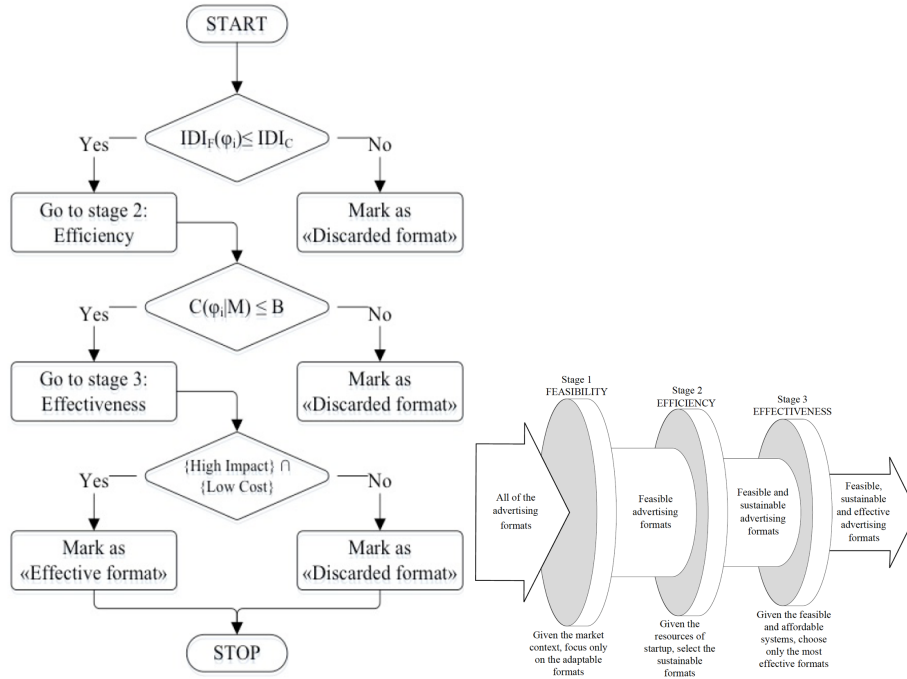 START
IDI_F(φ_i)≤ IDI_C
Yes
No
Go to stage 2:
Efficiency
Mark as
«Discarded format»
C(φ_i|M) ≤ B
Yes
No
Go to stage 3:
Effectiveness
Mark as
«Discarded format»
{High Impact} ∩
{Low Cost}
Yes
No
Mark as
«Effective format»
Mark as
«Discarded format»
STOP
Stage 1
FEASIBILITY
Stage 2
EFFICIENCY
Stage 3
EFFECTIVENESS
All of the
advertising
formats
Feasible
advertising
formats
Feasible and
sustainable
advertising
formats
Feasible,
sustainable
and effective
advertising
formats
Given the market
context, focus only
on the adaptable
formats
Given the
resources of
startup, select the
sustainable
formats
Given the feasible
and affordable
systems, choose
only the most
effective formats